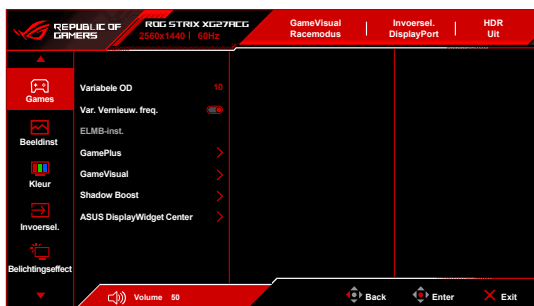 REPUBLIC OF GAMERS
ROG STRIX XG27ACG
2560x1440 | 60Hz
GameVisual
Racemodus
Invoersel.
DisplayPort
HDR
Uit
Games
Beeldinst
Kleur
Invoersel.
Belichtingseffect
Variabele OD 10
Var. Vernieuw. freq.
ELMB-inst.
GamePlus
GameVisual
Shadow Boost
ASUS DisplayWidget Center
Volume 50
Back
Enter
Exit